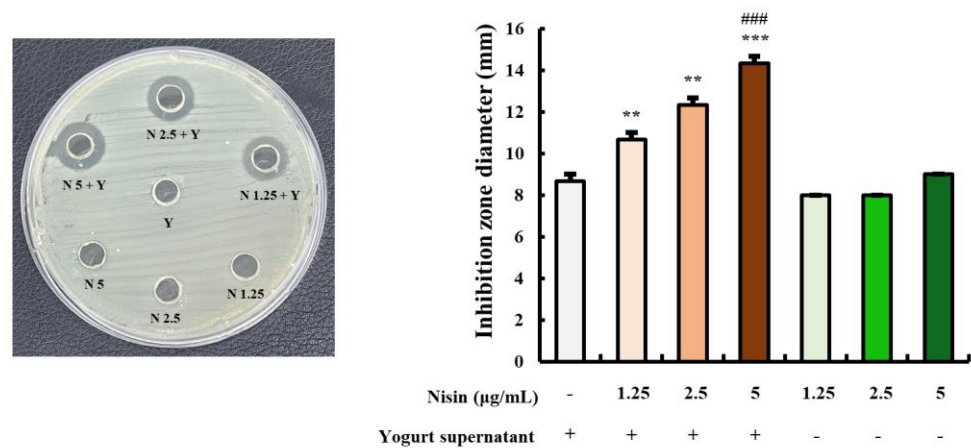 N 2.5 + Y
N 5 + Y
N 1.25 + Y
Y
N 5
N 1.25
N 2.5
Inhibition zone diameter (mm)
16
14
12
10
8
6
4
2
0
**
**
###
***
Nisin (µg/mL) - 1.25 2.5 5 1.25 2.5 5
Yogurt supernatant + + + + - - -